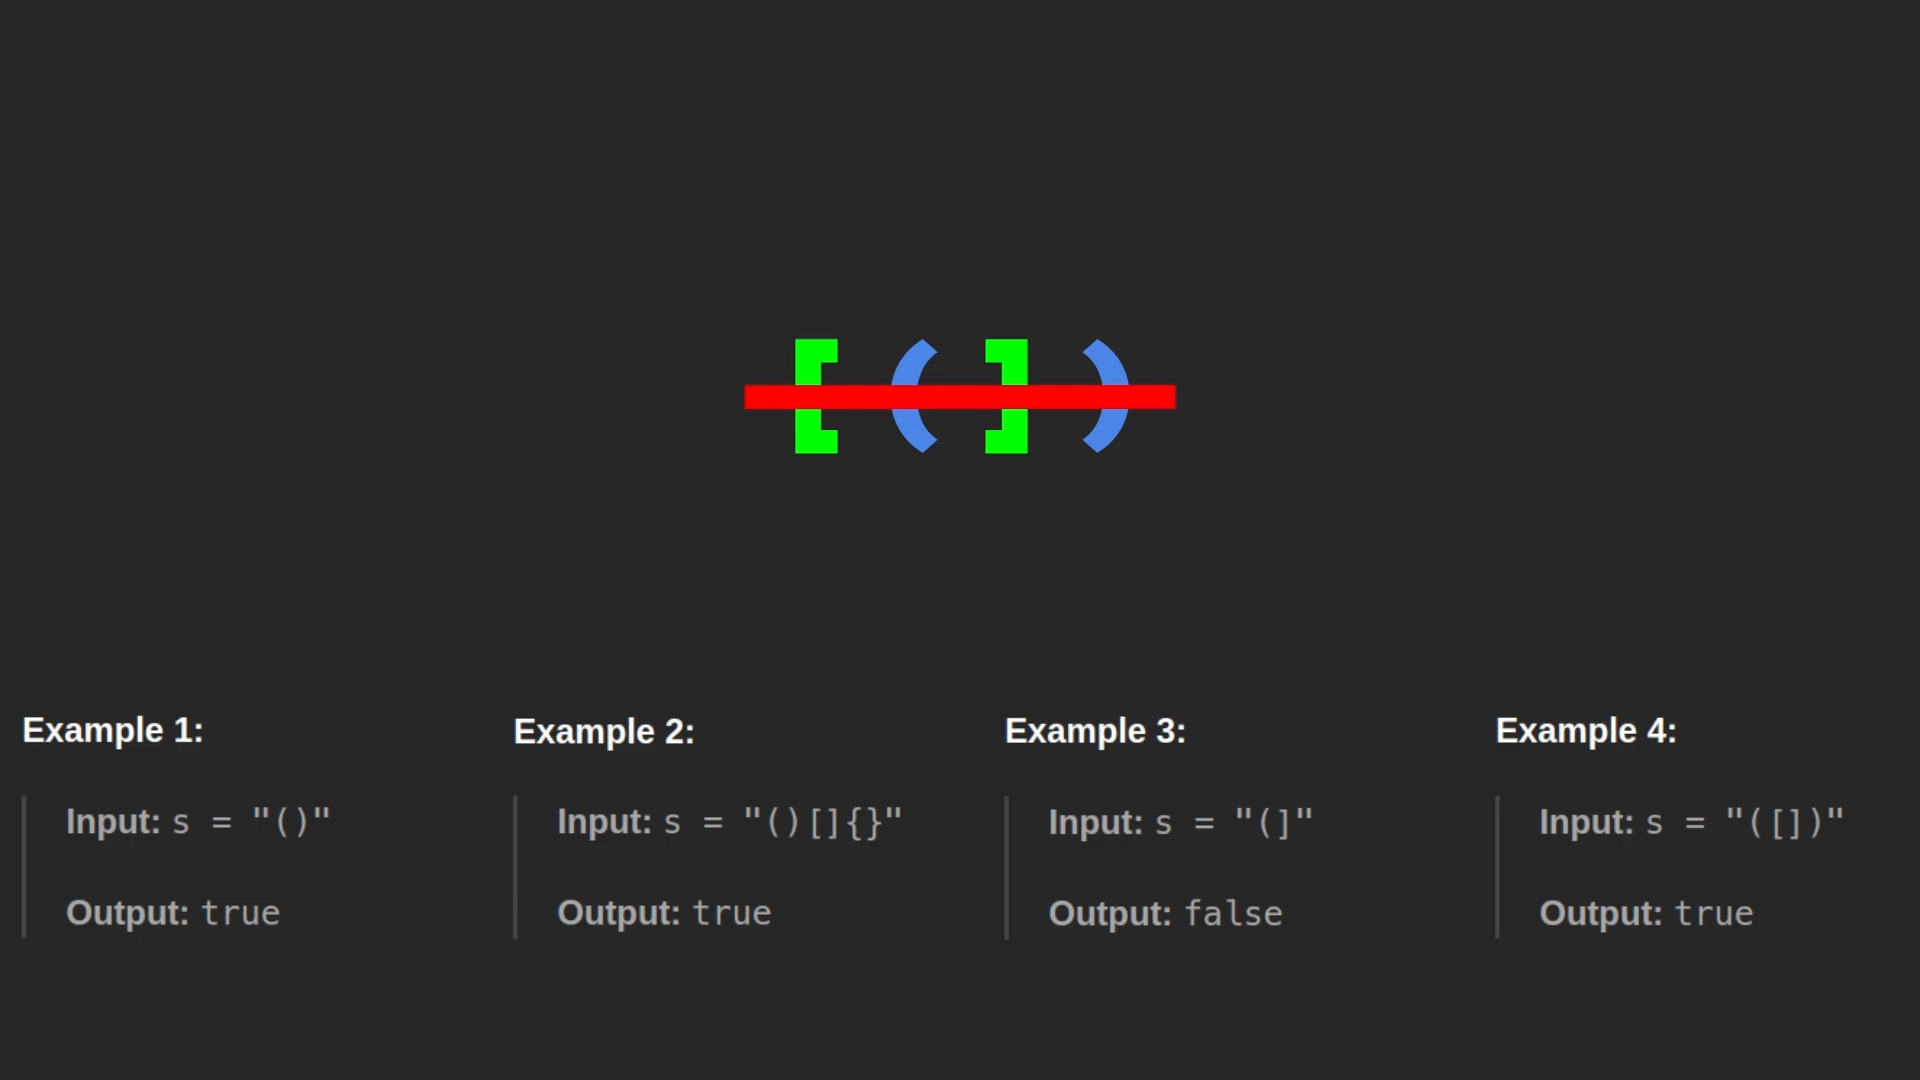 [(])
Example 1:
Input: s = "()"
Output: true
Example 2:
Input: s = "()[]{}"
Output: true
Example 3:
Input: s = "(]"
Output: false
Example 4:
Input: s = "([])"
Output: true